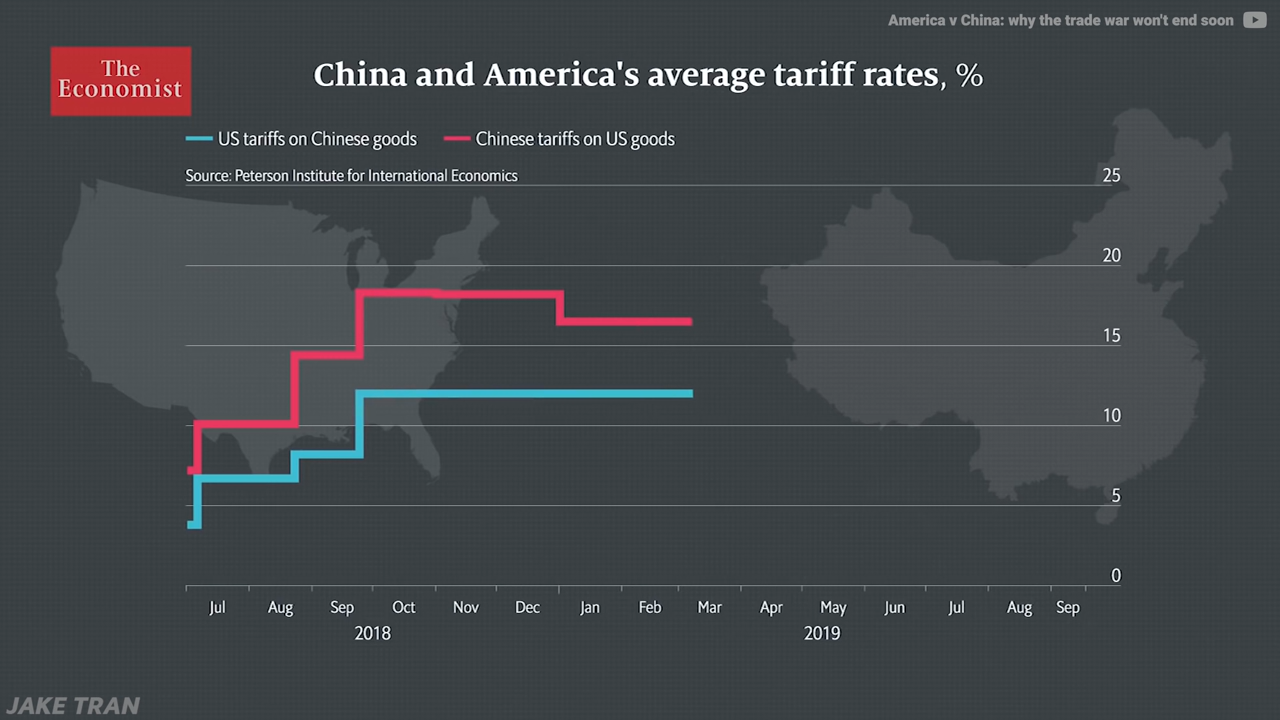 America v China: why the trade war won't end soon
The
Economist
China and America's average tariff rates, %
US tariffs on Chinese goods
Chinese tariffs on US goods
Source: Peterson Institute for International Economics
25
20
15
10
5
0
Jul Aug Sep Oct Nov Dec Jan Feb Mar Apr May Jun Jul Aug Sep
2018 2019
JAKE TRAN